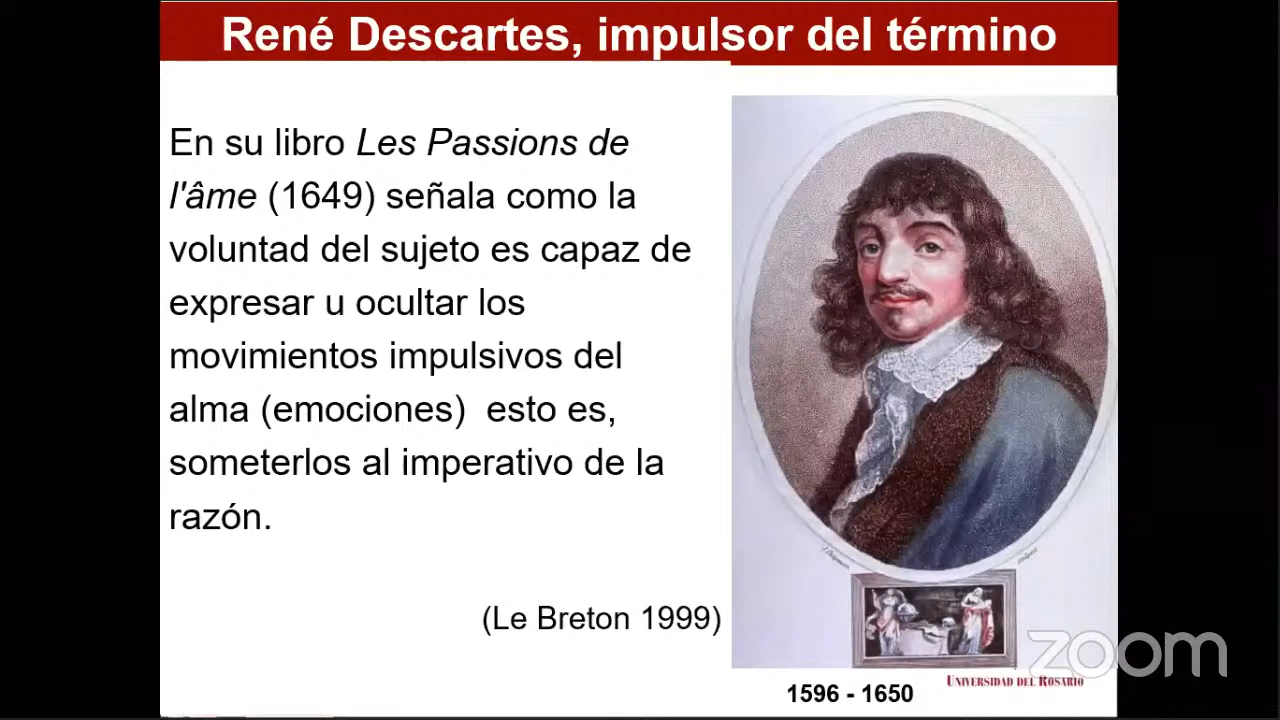 René Descartes, impulsor del término
En su libro Les Passions de
l'âme (1649) señala como la
voluntad del sujeto es capaz de
expresar u ocultar los
movimientos impulsivos del
alma (emociones) esto es,
someterlos al imperativo de la
razón.
(Le Breton 1999)
zoom
UNIVERSIDAD DEL ROSARIO
1596 - 1650